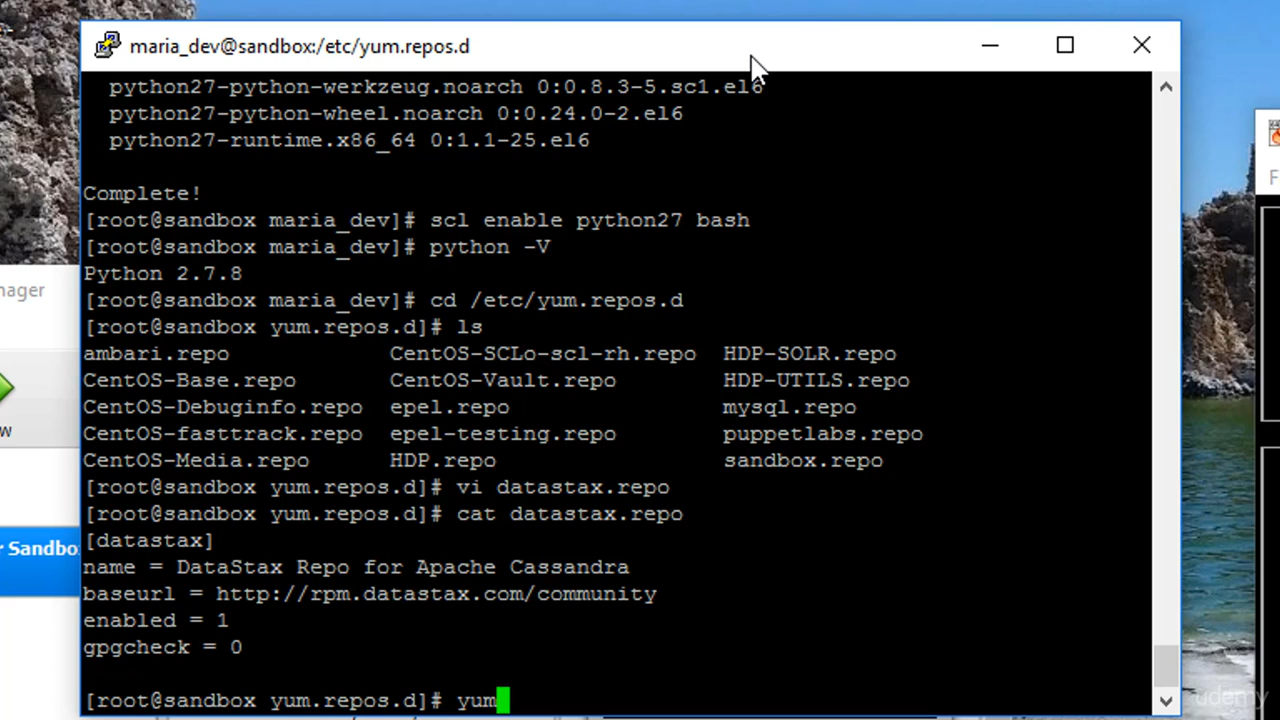 maria_dev@sandbox:/etc/yum.repos.d
python27-python-werkzeug.noarch 0:0.8.3-5.sc1.el6
python27-python-wheel.noarch 0:0.24.0-2.el6
python27-runtime.x86_64 0:1.1-25.el6
Complete!
[root@sandbox maria_dev]# scl enable python27 bash
[root@sandbox maria_dev]# python -V
Python 2.7.8
[root@sandbox maria_dev]# cd /etc/yum.repos.d
[root@sandbox yum.repos.d]# ls
ambari.repo CentOS-SCLo-scl-rh.repo HDP-SOLR.repo
CentOS-Base.repo CentOS-Vault.repo HDP-UTILS.repo
CentOS-Debuginfo.repo epel.repo mysql.repo
CentOS-fasttrack.repo epel-testing.repo puppetlabs.repo
CentOS-Media.repo HDP.repo sandbox.repo
[root@sandbox yum.repos.d]# vi datastax.repo
[root@sandbox yum.repos.d]# cat datastax.repo
[datastax]
name = DataStax Repo for Apache Cassandra
baseurl = http://rpm.datastax.com/community
enabled = 1
gpgcheck = 0
[root@sandbox yum.repos.d]# yum
nager
w
r Sandbo
F
udemy